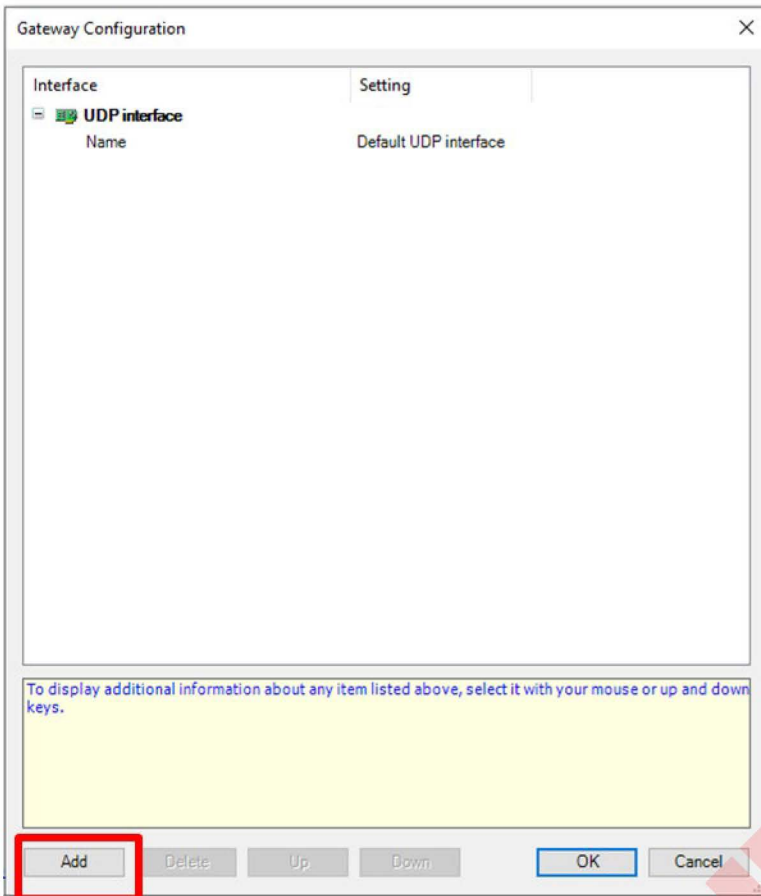 Gateway Configuration
Interface Setting
UDP interface
Name Default UDP interface
To display additional information about any item listed above, select it with your mouse or up and down
keys.
Add Delete Up Down OK Cancel